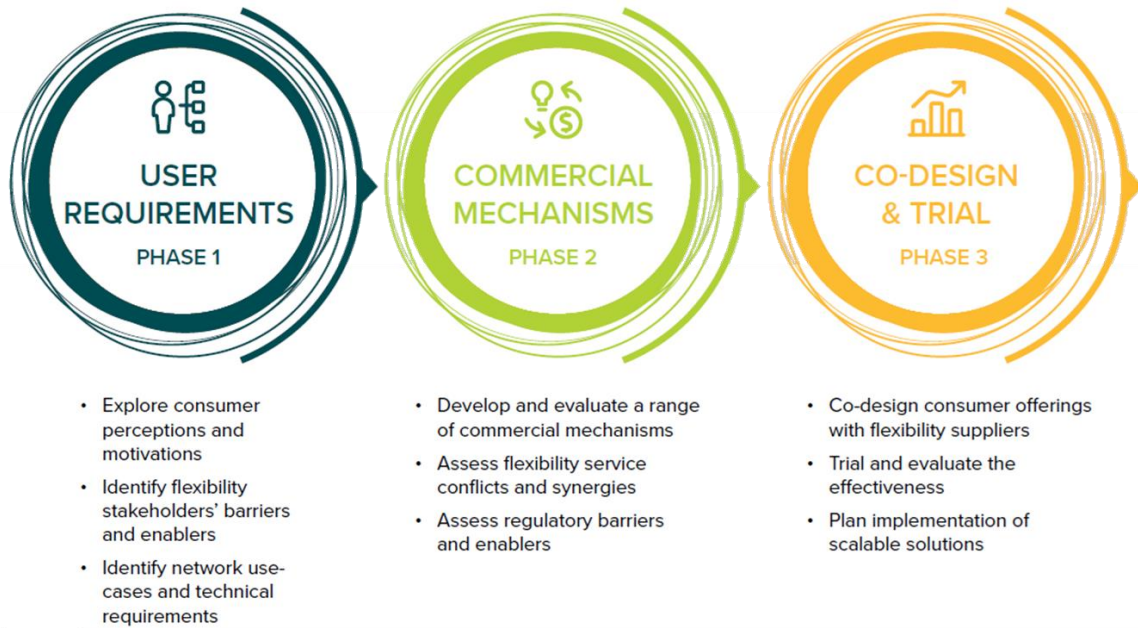 USER
REQUIREMENTS
PHASE 1
• Explore consumer
perceptions and
motivations
• Identify flexibility
stakeholders’ barriers
and enablers
• Identify network use-
cases and technical
requirements
COMMERCIAL
MECHANISMS
PHASE 2
• Develop and evaluate a range
of commercial mechanisms
• Assess flexibility service
conflicts and synergies
• Assess regulatory barriers
and enablers
CO-DESIGN
& TRIAL
PHASE 3
• Co-design consumer offerings
with flexibility suppliers
• Trial and evaluate the
effectiveness
• Plan implementation of
scalable solutions